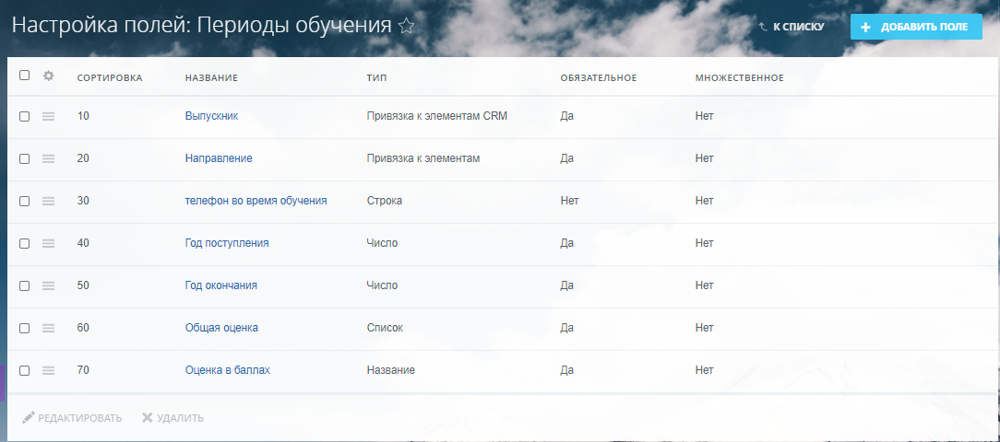 Настройка полей: Периоды обучения
К СПИСКУ
ДОБАВИТЬ ПОЛЕ
СОРТИРОВКА НАЗВАНИЕ ТИП ОБЯЗАТЕЛЬНОЕ МНОЖЕСТВЕННОЕ
10 Выпускник Привязка к элементам CRM Да Нет
20 Направление Привязка к элементам Да Нет
30 телефон во время обучения Строка Нет Нет
40 Год поступления Число Да Нет
50 Год окончания Число Да Нет
60 Общая оценка Список Да Нет
70 Оценка в баллах Название Да Нет
РЕДАКТИРОВАТЬ УДАЛИТЬ